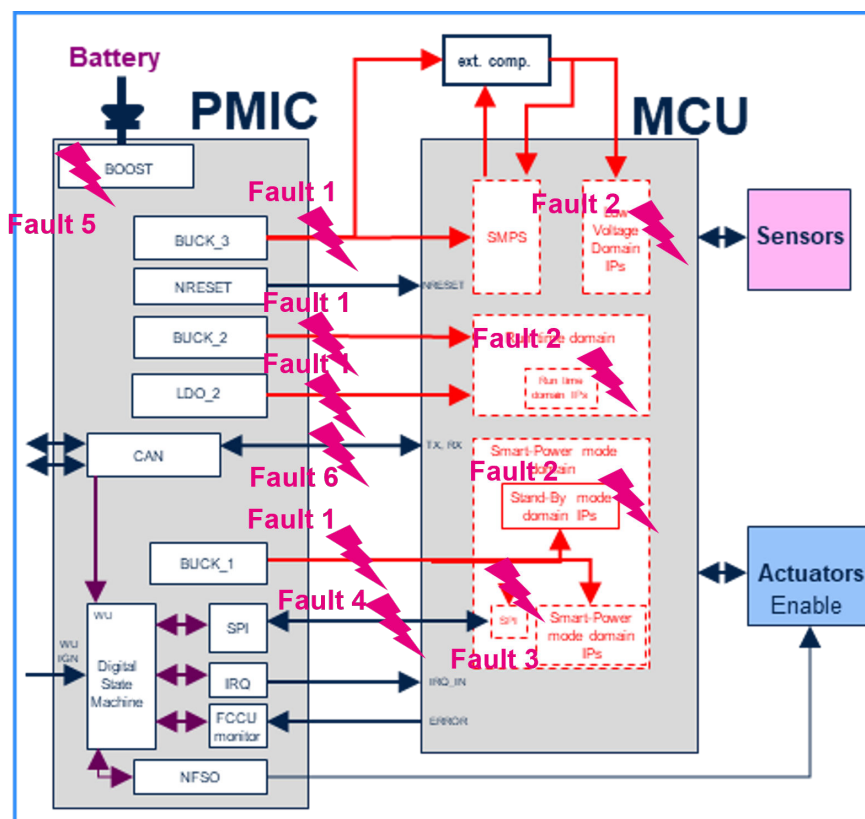 Battery
PMIC
ext. comp.
MCU
BOOST
Fault 5
Fault 1
BUCK_3
SMPS
Fault 2
Low
Voltage
Domain
IPs
Sensors
NRESET
NRESET
Fault 1
BUCK_2
Fault 2
Run time domain
Fault 1
LDO_2
Run time
domain IPs
CAN
TX, RX
Fault 6
Smart-Power mode
domain
Fault 2
Stand-By mode
domain IPs
Fault 1
BUCK_1
Fault 4
WU
SPI
SPI
Smart-Power
mode domain
IPs
Fault 3
Actuators
Enable
WU
IGN
Digital
State
Machine
IRQ
IRQ_IN
FCCU
monitor
ERROR
NFSO